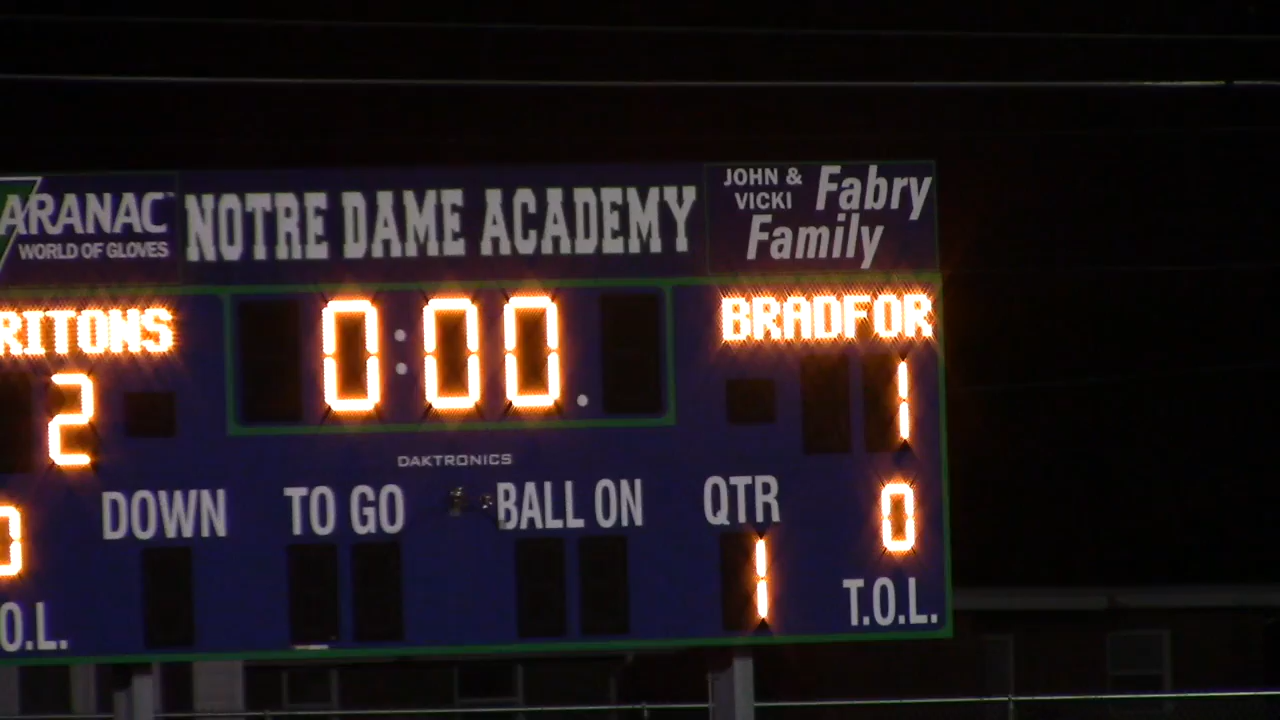 ARANAC
WORLD OF GLOVES
NOTRE DAME ACADEMY
JOHN &
VICKI Fabry
Family
RITONS
0:00.
BRADFOR
2
1
DAKTRONICS
DOWN
TO GO
BALL ON
QTR
0
0
1
O.L.
T.O.L.